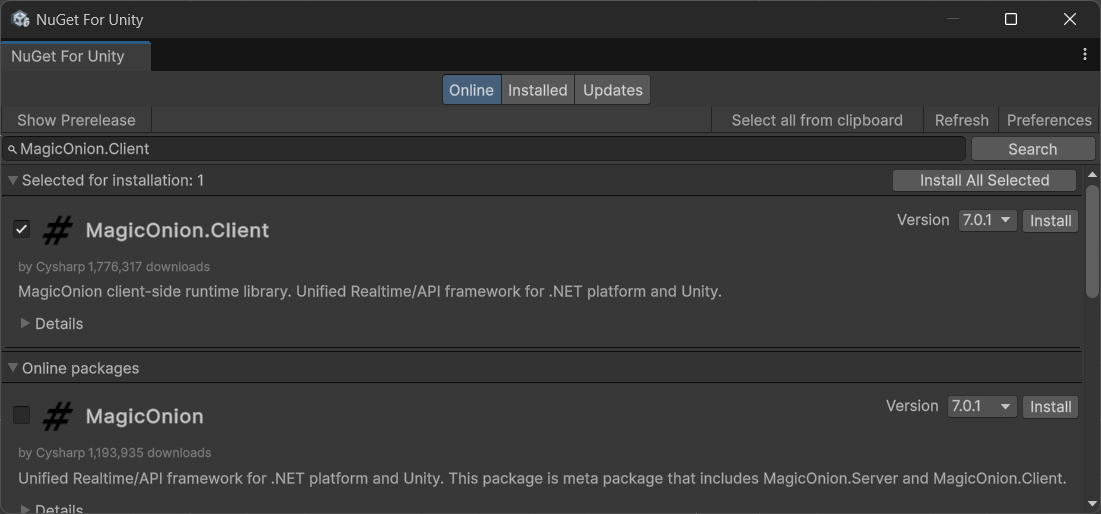 NuGet For Unity
NuGet For Unity
Online Installed Updates
Show Prerelease Select all from clipboard Refresh Preferences
MagicOnion.Client Search
Selected for installation: 1 Install All Selected
MagicOnion.Client Version 7.0.1 Install
by Cysharp 1,776,317 downloads
MagicOnion client-side runtime library. Unified Realtime/API framework for .NET platform and Unity.
Details
Online packages
MagicOnion Version 7.0.1 Install
by Cysharp 1,193,935 downloads
Unified Realtime/API framework for .NET platform and Unity. This package is meta package that includes MagicOnion.Server and MagicOnion.Client.
Details